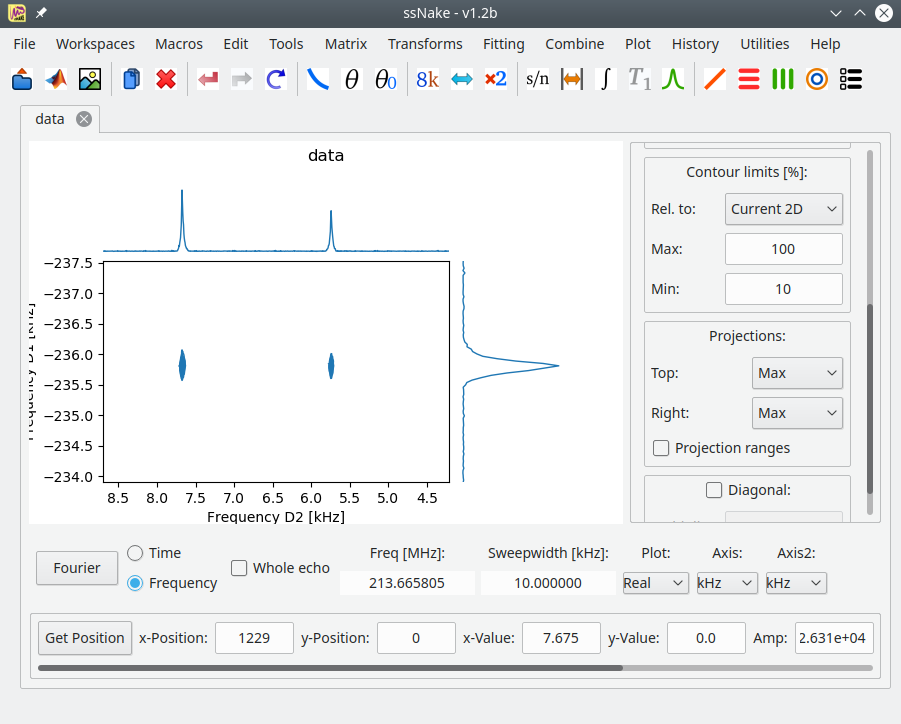 ssNake - v1.2b
File Workspaces Macros Edit Tools Matrix Transforms Fitting Combine Plot History Utilities Help
θ θ0 8k ×2 s/n ∫ T1
data
data
−237.5
−237.0
−236.5
−236.0
−235.5
−235.0
−234.5
−234.0
Frequency D1 [kHz]
8.5 8.0 7.5 7.0 6.5 6.0 5.5 5.0 4.5
Frequency D2 [kHz]
Contour limits [%]:
Rel. to: Current 2D
Max: 100
Min: 10
Projections:
Top: Max
Right: Max
Projection ranges
Diagonal:
Fourier
Time
Frequency
Whole echo
Freq [MHz]: Sweepwidth [kHz]: Plot: Axis: Axis2:
213.665805 10.000000 Real kHz kHz
Get Position x-Position: 1229 y-Position: 0 x-Value: 7.675 y-Value: 0.0 Amp: 2.631e+04